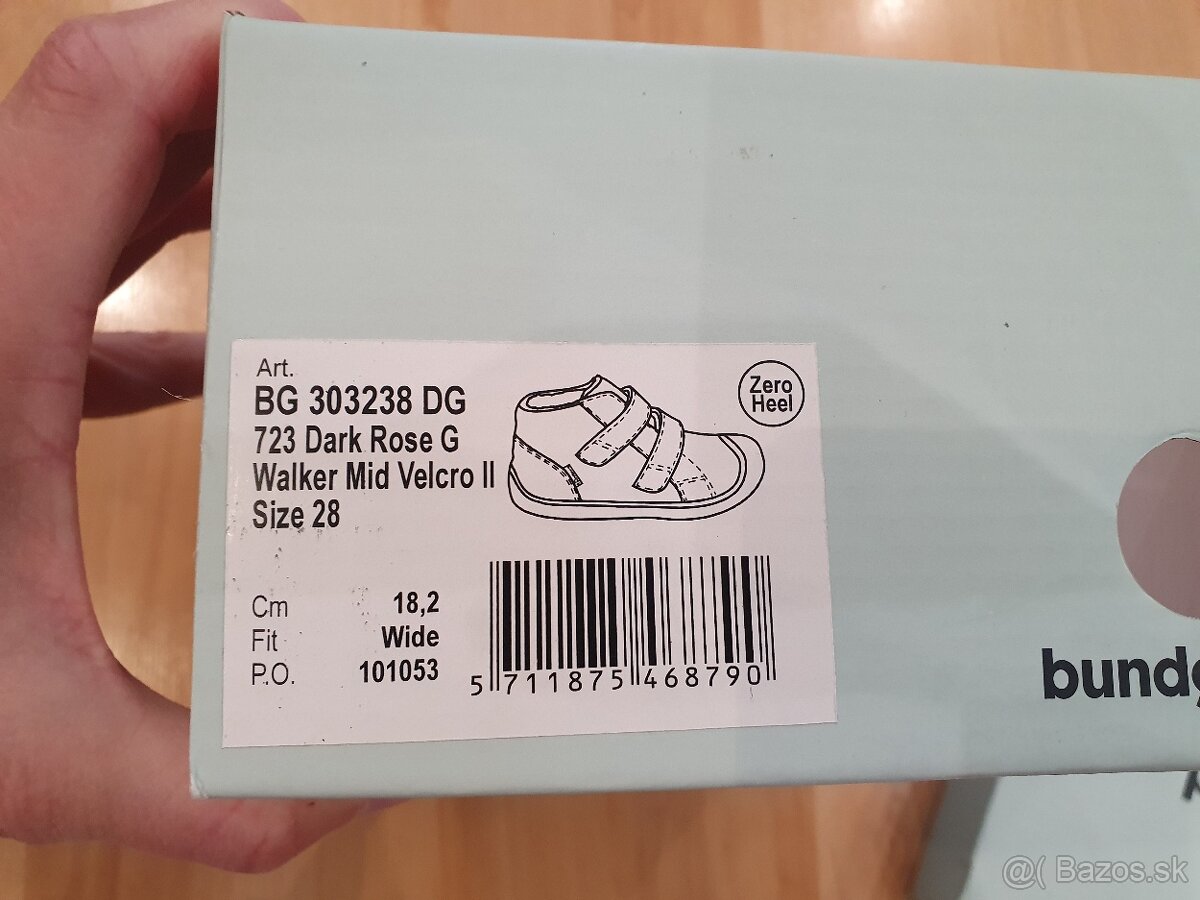 Art.
BG 303238 DG
723 Dark Rose G
Walker Mid Velcro II
Size 28
Zero
Heel
Cm 18,2
Fit Wide
P.O. 101053
5 711875 468790
bundg
@( Bazos.sk